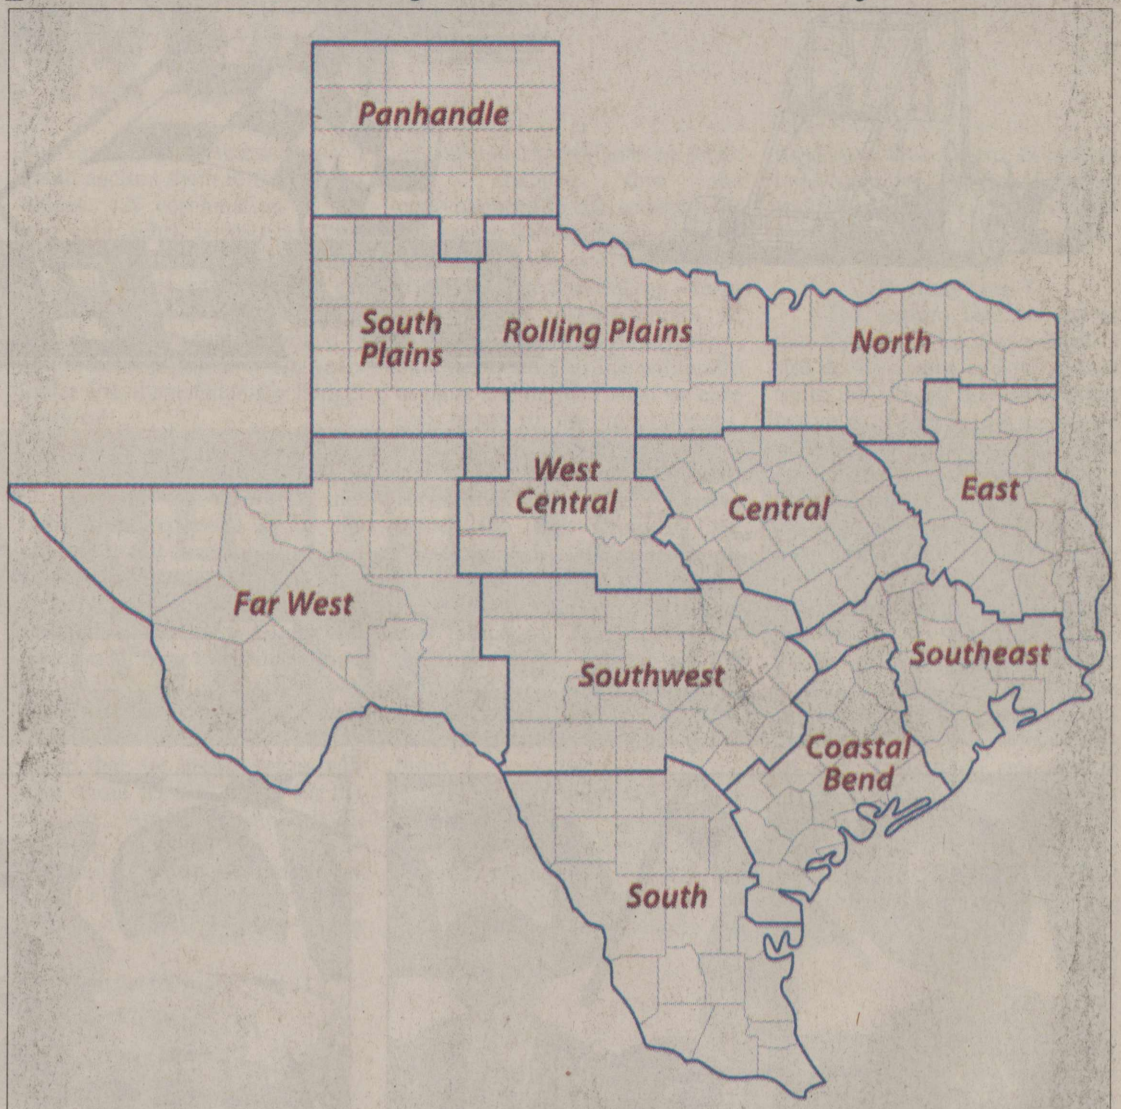 Panhandle
South
Plains
Rolling Plains
North
West
Central
Central
East
Far West
Southwest
Southeast
Coastal
Bend
South